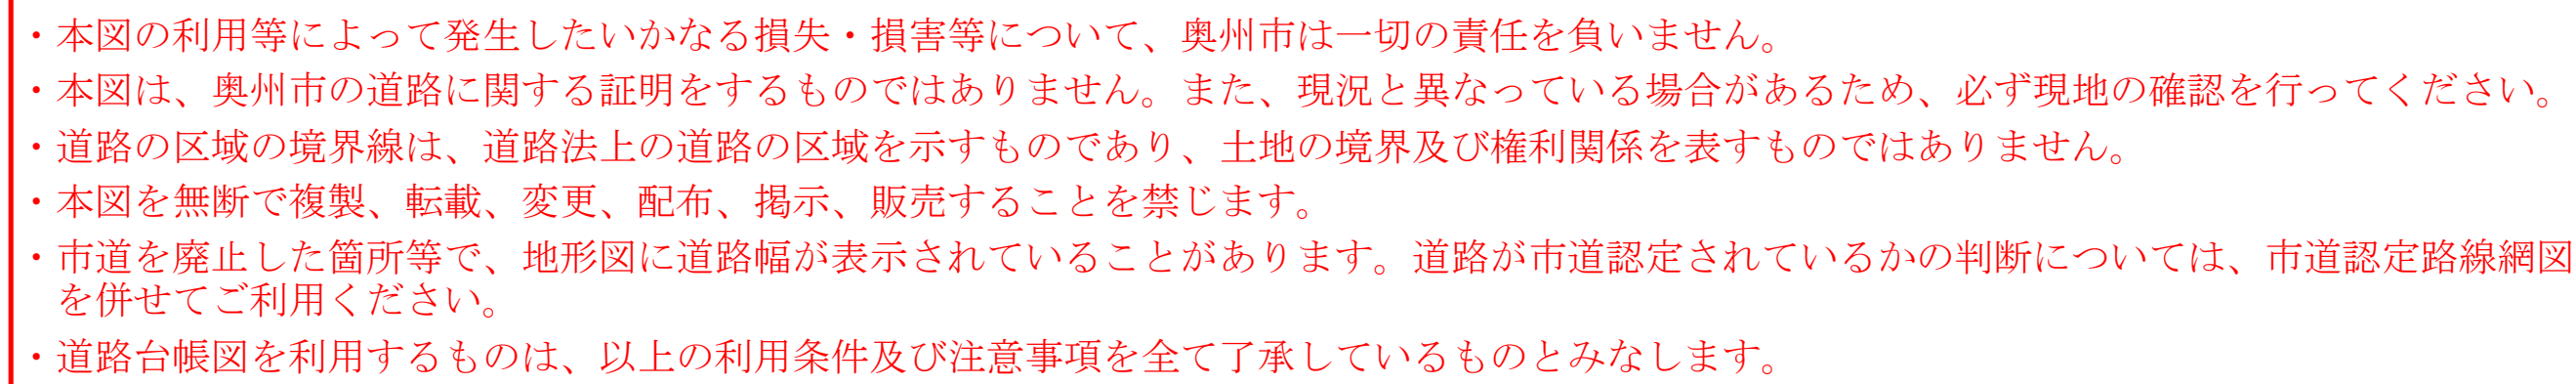 ・本図の利用等によって発生したいかなる損失・損害等について、奥州市は一切の責任を負いません。
・本図は、奥州市の道路に関する証明をするものではありません。また、現況と異なっている場合があるため、必ず現地の確認を行ってください。
・道路の区域の境界線は、道路法上の道路の区域を示すものであり、土地の境界及び権利関係を表すものではありません。
・本図を無断で複製、転載、変更、配布、掲示、販売することを禁じます。
・市道を廃止した箇所等で、地形図に道路幅が表示されていることがあります。道路が市道認定されているかの判断については、市道認定路線網図
を併せてご利用ください。
・道路台帳図を利用するものは、以上の利用条件及び注意事項を全て了承しているものとみなします。